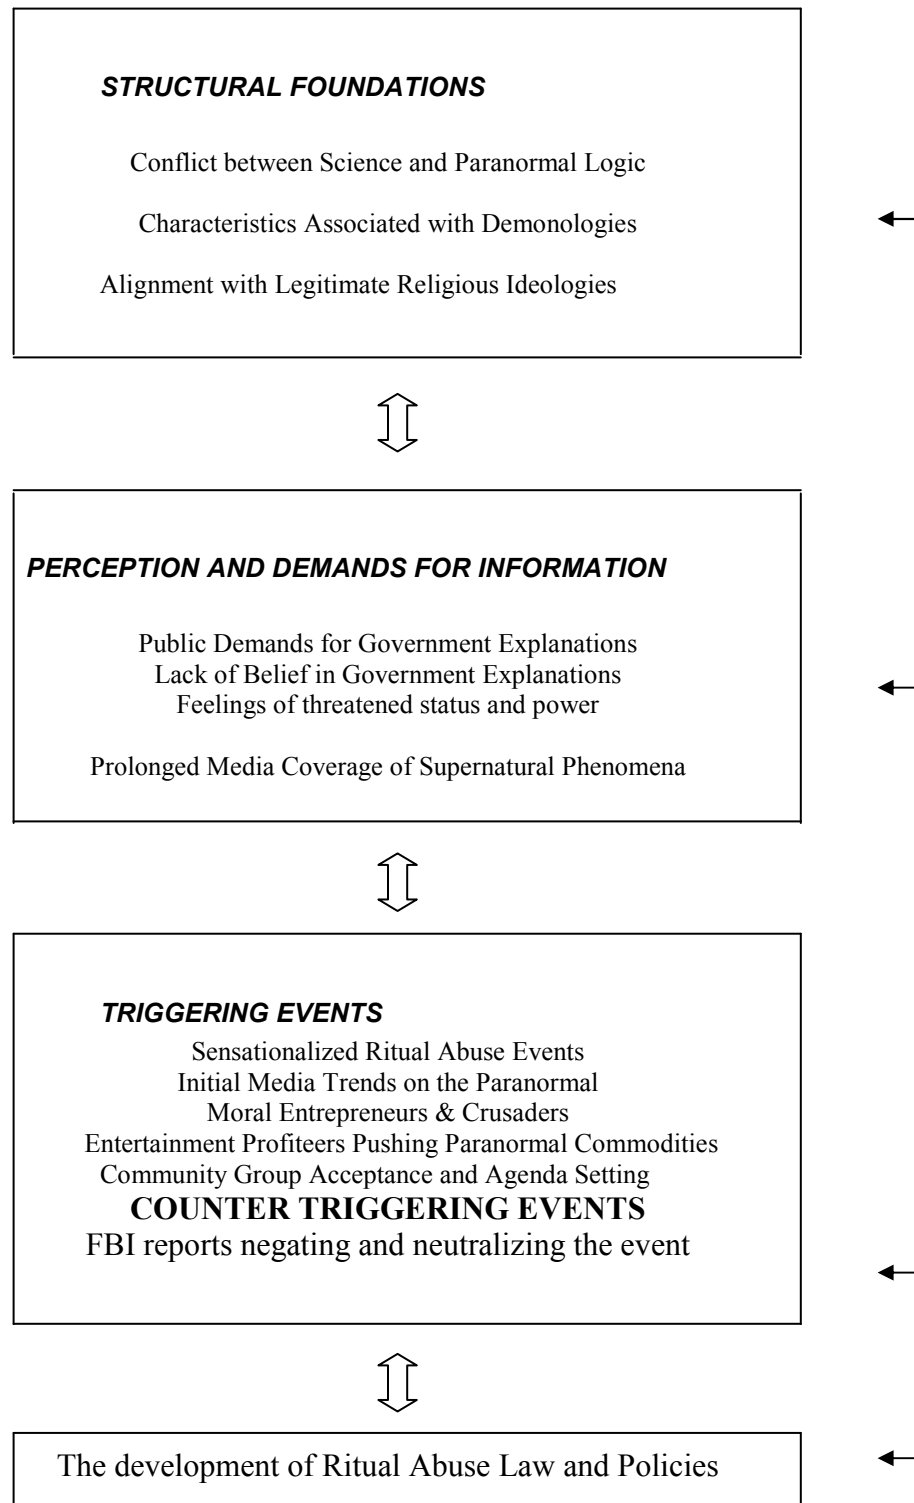 STRUCTURAL FOUNDATIONS
Conflict between Science and Paranormal Logic
Characteristics Associated with Demonologies
Alignment with Legitimate Religious Ideologies
PERCEPTION AND DEMANDS FOR INFORMATION
Public Demands for Government Explanations
Lack of Belief in Government Explanations
Feelings of threatened status and power
Prolonged Media Coverage of Supernatural Phenomena
TRIGGERING EVENTS
Sensationalized Ritual Abuse Events
Initial Media Trends on the Paranormal
Moral Entrepreneurs & Crusaders
Entertainment Profiteers Pushing Paranormal Commodities
Community Group Acceptance and Agenda Setting
COUNTER TRIGGERING EVENTS
FBI reports negating and neutralizing the event
The development of Ritual Abuse Law and Policies